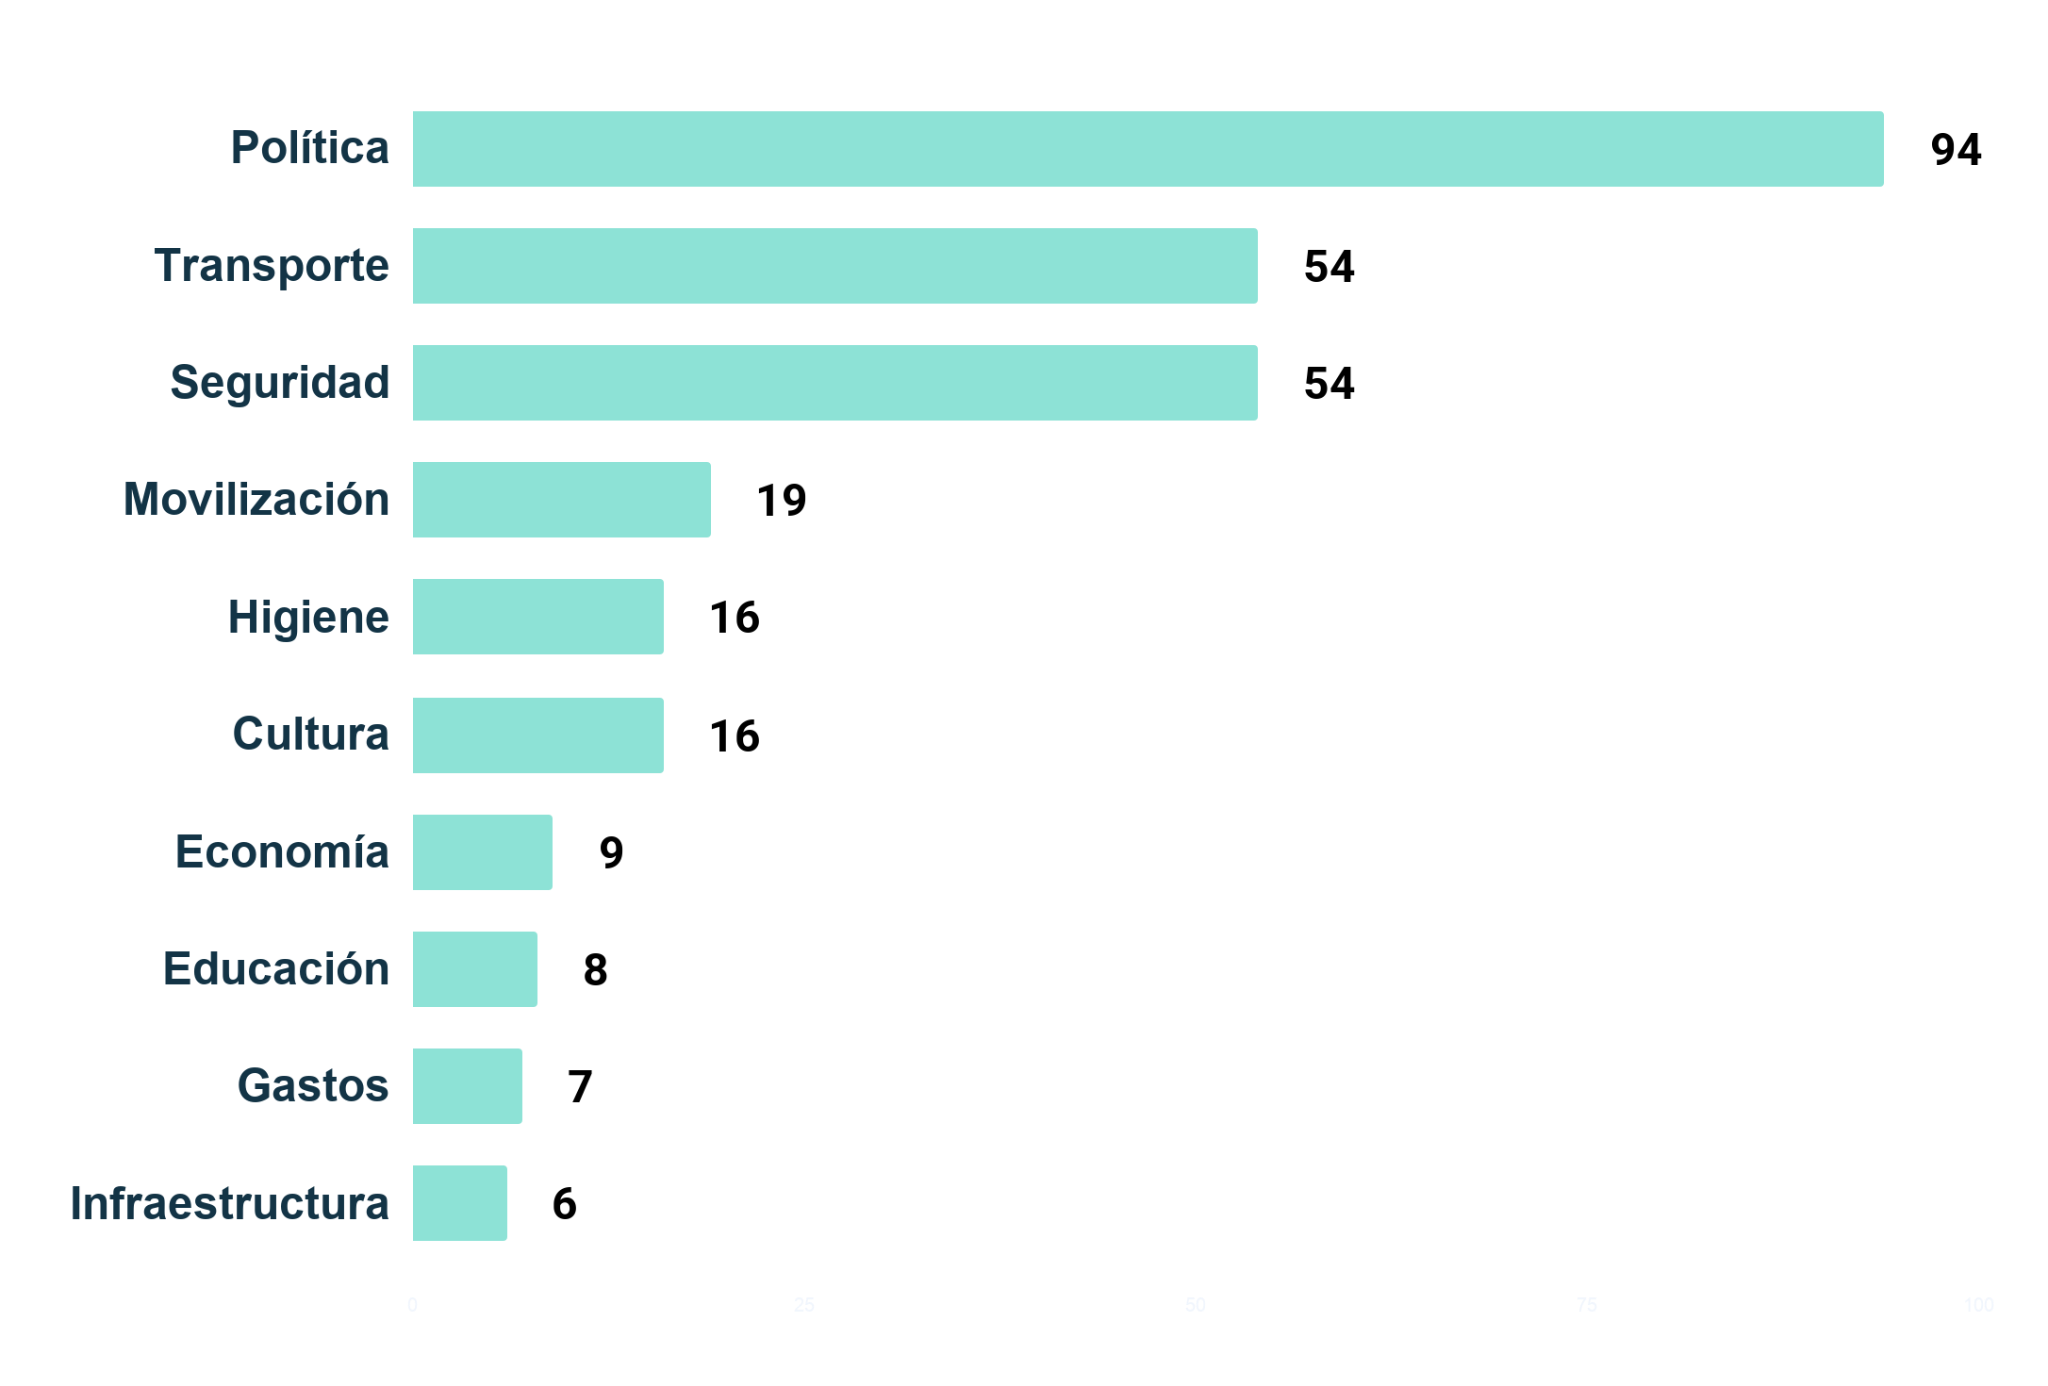 Política 94
Transporte 54
Seguridad 54
Movilización 19
Higiene 16
Cultura 16
Economía 9
Educación 8
Gastos 7
Infraestructura 6
0 25 50 75 100